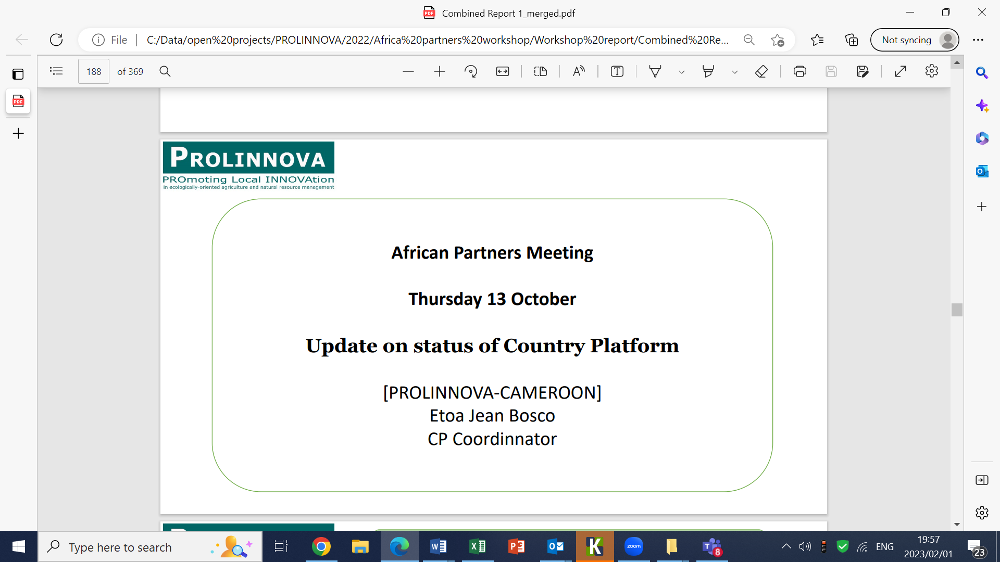 Combined Report 1_merged.pdf
File
C:/Data/open%20projects/PROLINNOVA/2022/Africa%20partners%20workshop/Workshop%20report/Combined%20Re...
Not syncing
188 of 369
PROLINNOVA
PROmoting Local INNOVAtion
in ecologically-oriented agriculture and natural resource management
African Partners Meeting
Thursday 13 October
Update on status of Country Platform
[PROLINNOVA-CAMEROON]
Etoa Jean Bosco
CP Coordinnator
Type here to search
zoom
8
ENG
19:57
2023/02/01
23